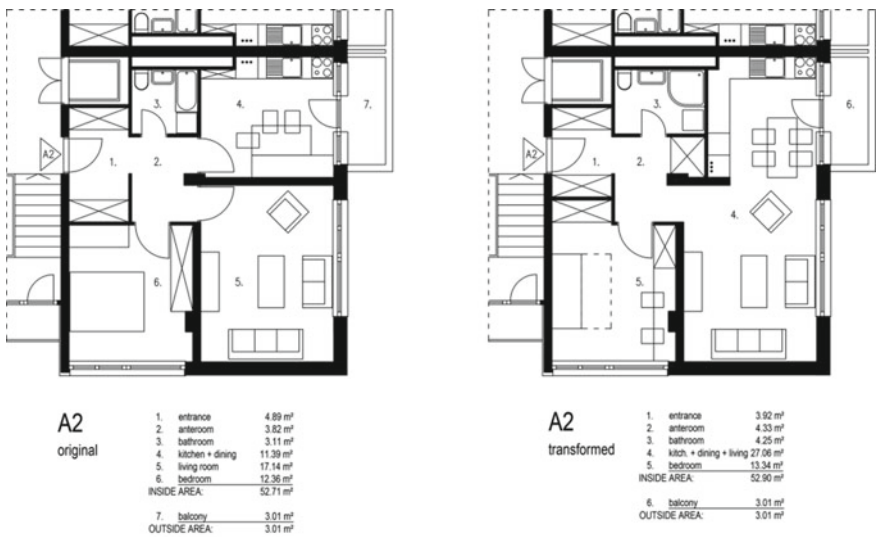 7.
3.
4.
A2
1.
2.
6.
5.
A2
original
1. entrance 4.89 m²
2. anteroom 3.82 m²
3. bathroom 3.11 m²
4. kitchen + dining 11.39 m²
5. living room 17.14 m²
6. bedroom 12.36 m²
INSIDE AREA: 52.71 m²
7. balcony 3.01 m²
OUTSIDE AREA: 3.01 m²
6.
3.
A2
1.
2.
4.
5.
A2
transformed
1. entrance 3.92 m²
2. anteroom 4.33 m²
3. bathroom 4.25 m²
4. kitch. + dining + living 27.06 m²
5. bedroom 13.34 m²
INSIDE AREA: 52.90 m²
6. balcony 3.01 m²
OUTSIDE AREA: 3.01 m²